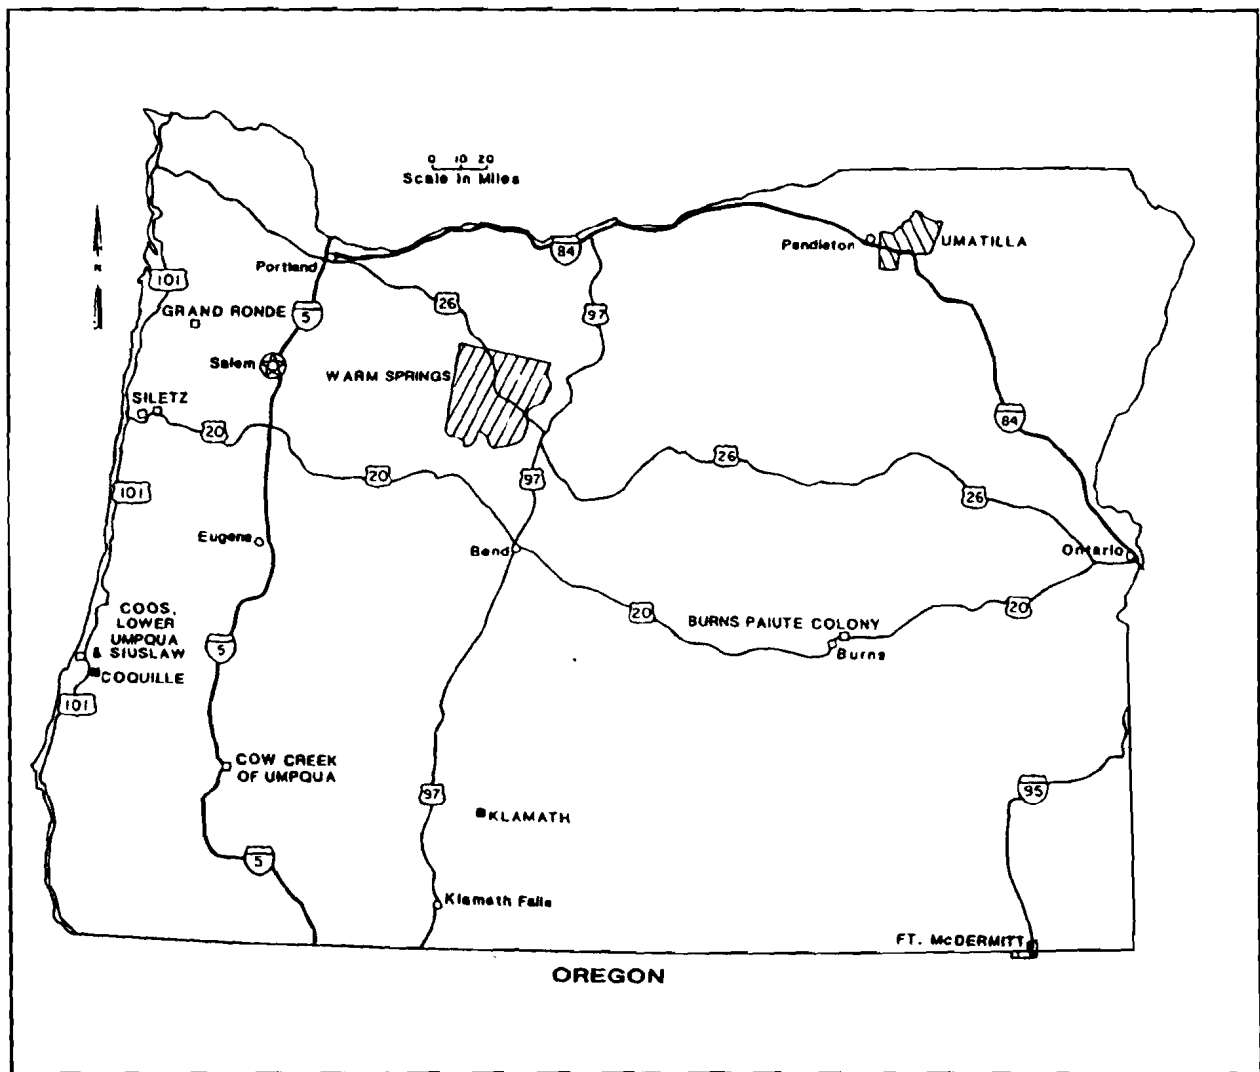 0 10 20
Scale in Miles
N
84
Pendleton
UMATILLA
Portland
101
26
5
97
GRAND RONDE
Salem
WARM SPRINGS
SILETZ
20
84
20
26
97
26
101
Eugene
Bend
Ontario
COOS,
LOWER
UMPQUA
& SIUSLAW
COQUILLE
20
20
BURNS PAIUTE COLONY
Burns
5
101
COW CREEK
OF UMPQUA
97
95
KLAMATH
5
Klamath Falls
FT. McDERMITT
OREGON